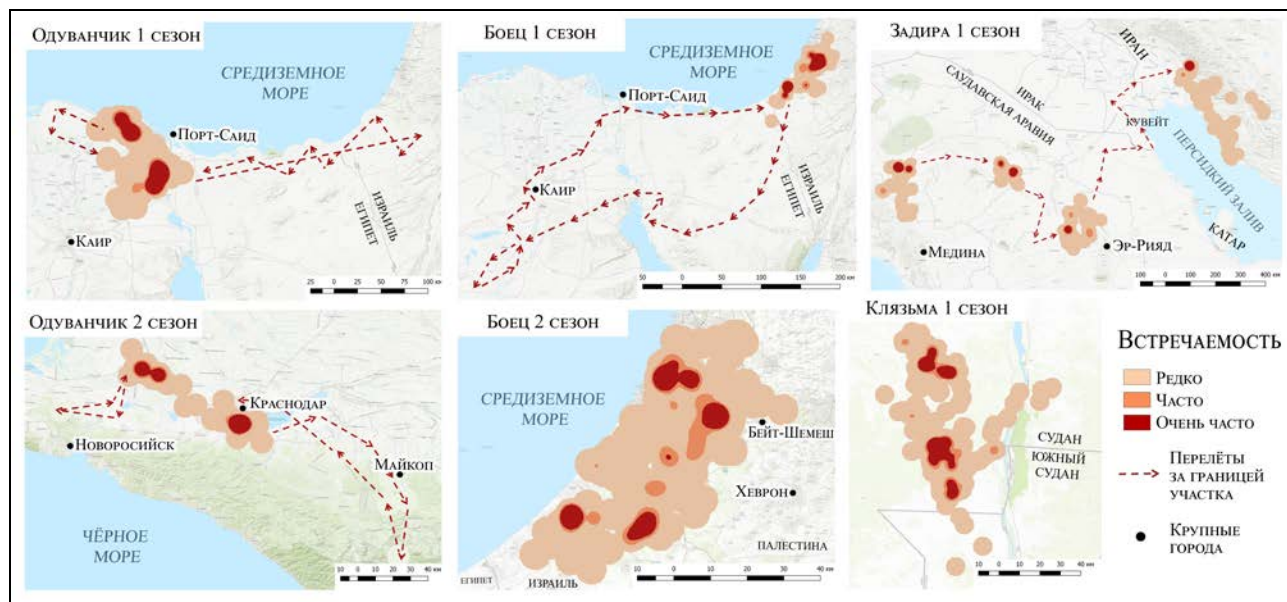 Одуванчик 1 сезон
СРЕДИЗЕМНОЕ
МОРЕ
Порт-Саид
Каир
ИЗРАИЛЬ
ЕГИПЕТ
25 0 25 50 75 100 км
Боец 1 сезон
СРЕДИЗЕМНОЕ
МОРЕ
Порт-Саид
Каир
ИЗРАИЛЬ
ЕГИПЕТ
50 0 50 100 150 200 км
Задира 1 сезон
ИРАН
ИРАК
САУДАВСКАЯ АРАВИЯ
КУВЕЙТ
ПЕРСИДКИЙ ЗАЛИВ
КАТАР
Медина
Эр-Рияд
100 0 100 200 300 400 км
Одуванчик 2 сезон
Краснодар
Новоросийск
Майкоп
ЧЁРНОЕ
МОРЕ
10 0 10 20 30 40 км
Боец 2 сезон
СРЕДИЗЕМНОЕ
МОРЕ
Бейт-Шемеш
Хеврон
ПАЛЕСТИНА
ЕГИПЕТ
ИЗРАИЛЬ
10 0 10 20 30 40 км
Клязьма 1 сезон
СУДАН
ЮЖНЫЙ
СУДАН
10 0 10 20 30 40 км
Встречаемость
Редко
Часто
Очень часто
Перелёты
за границей
участка
Крупные
города